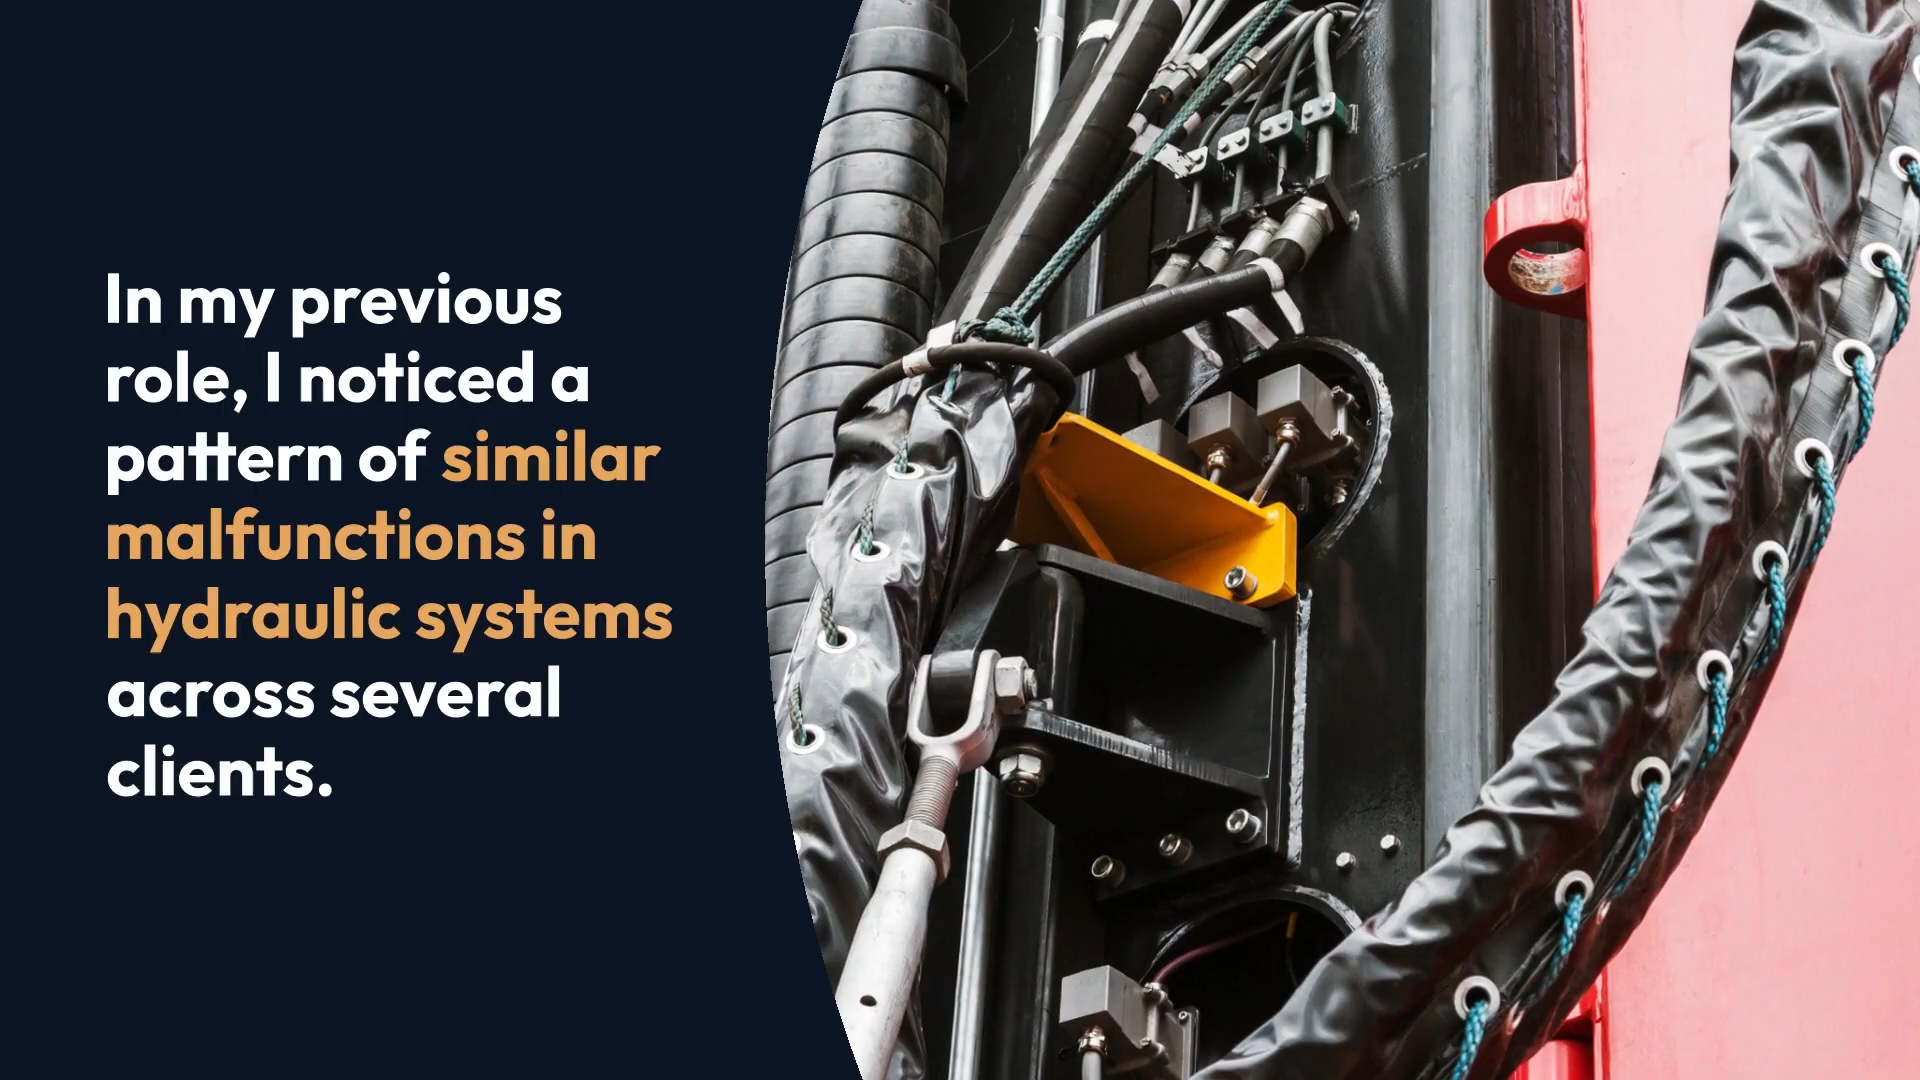 In my previous
role, I noticed a
pattern of similar
malfunctions in
hydraulic systems
across several
clients.